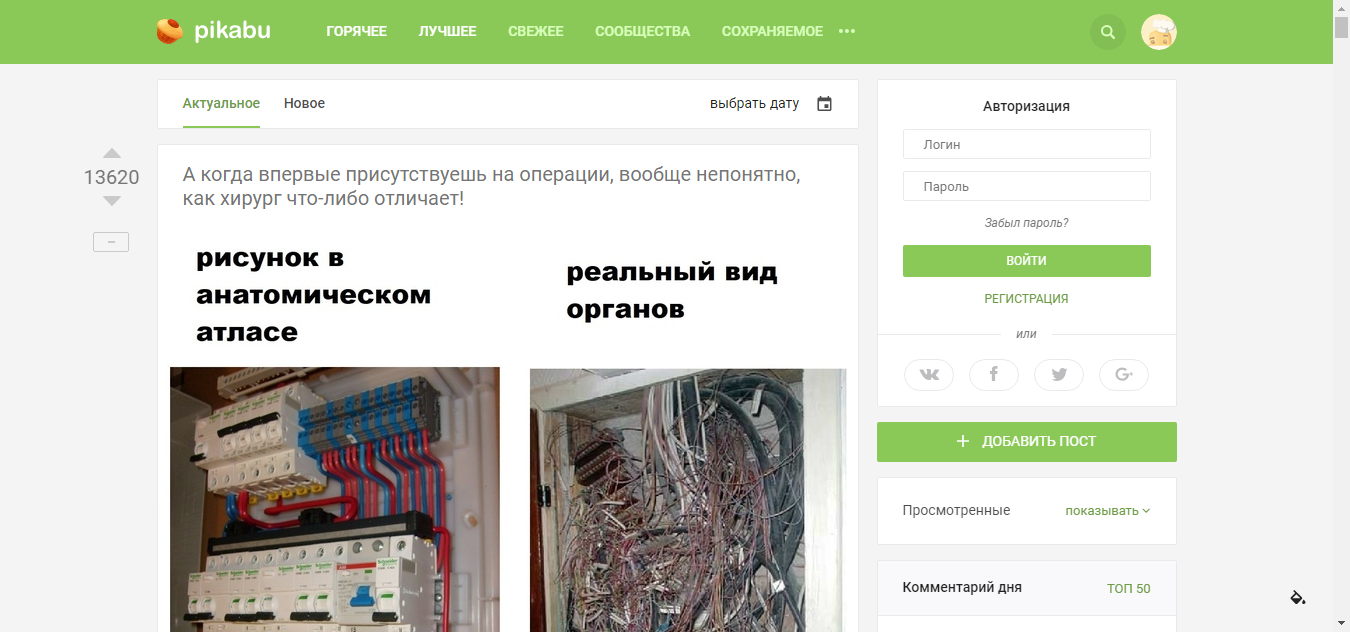 pikabu
ГОРЯЧЕЕ ЛУЧШЕЕ СВЕЖЕЕ СООБЩЕСТВА СОХРАНЯЕМОЕ •••
Актуальное Новое выбрать дату
13620
А когда впервые присутствуешь на операции, вообще непонятно,
как хирург что-либо отличает!
рисунок в
анатомическом
атласе
реальный вид
органов
Авторизация
Логин
Пароль
Забыл пароль?
ВОЙТИ
РЕГИСТРАЦИЯ
или
ДОБАВИТЬ ПОСТ
Просмотренные показывать
Комментарий дня ТОП 50